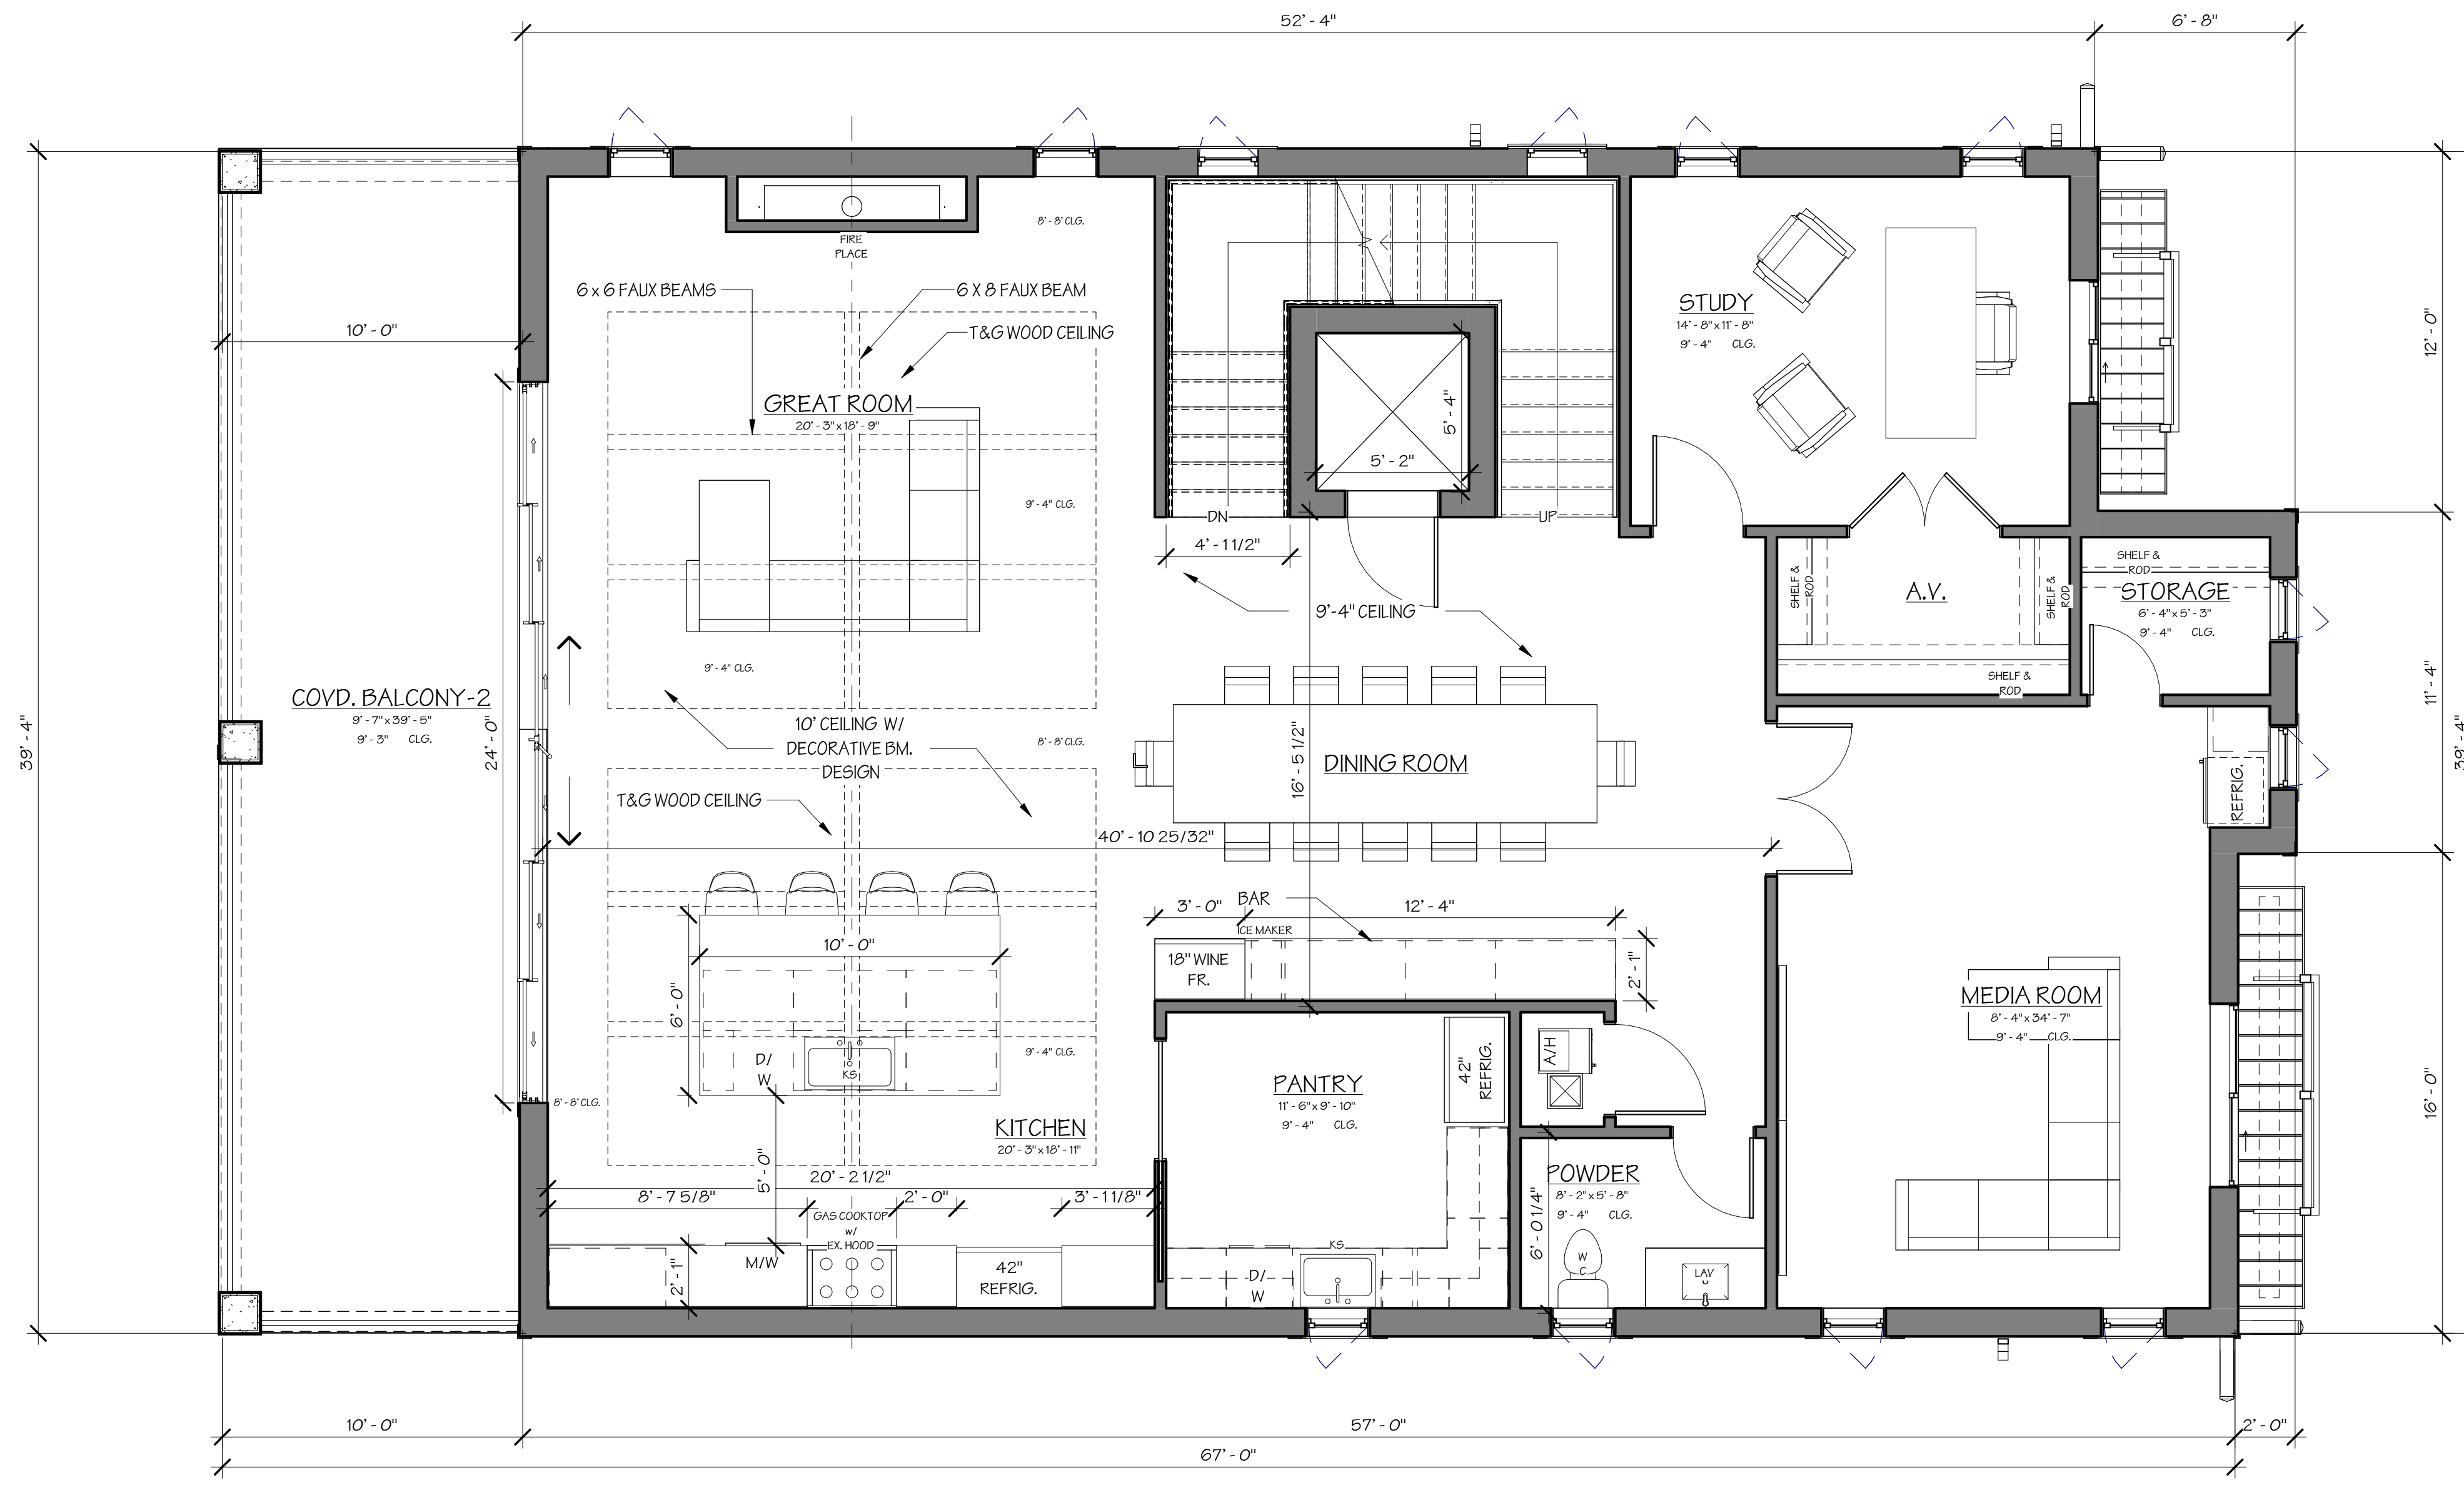 52' - 4"
6' - 8"
8' - 8" CLG.
FIRE
PLACE
6 x 6 FAUX BEAMS
6 X 8 FAUX BEAM
T&G WOOD CEILING
10' - 0"
12' - 0"
STUDY
14' - 8" x 11' - 8"
9' - 4" CLG.
GREAT ROOM
20' - 3" x 18' - 9"
5' - 4"
5' - 2"
9' - 4" CLG.
DN
UP
4' - 1 1/2"
9'-4" CEILING
SHELF &
ROD
A.V.
SHELF &
ROD
SHELF &
ROD
SHELF &
ROD
STORAGE
6' - 4" x 5' - 3"
9' - 4" CLG.
9' - 4" CLG.
COVD. BALCONY-2
9' - 7" x 39' - 5"
9' - 3" CLG.
39' - 4"
24' - 0"
10' CEILING W/
DECORATIVE BM.
DESIGN
8' - 8" CLG.
16' - 5 1/2"
DINING ROOM
REFRIG.
11' - 4"
39' - 4"
T&G WOOD CEILING
40' - 10 25/32"
BAR
3' - 0"
12' - 4"
ICE MAKER
18" WINE
FR.
2' - 1"
10' - 0"
6' - 0"
D/
W
KS
9' - 4" CLG.
8' - 8" CLG.
KITCHEN
20' - 3" x 18' - 11"
PANTRY
11' - 6" x 9' - 10"
9' - 4" CLG.
42"
REFRIG.
A/H
MEDIA ROOM
8' - 4" x 34' - 7"
9' - 4" CLG.
16' - 0"
5' - 0"
20' - 2 1/2"
8' - 7 5/8"
2' - 0"
3' - 1 1/8"
GAS COOKTOP
w/
EX. HOOD
M/W
2' - 1"
42"
REFRIG.
D/
W
KS
POWDER
8' - 2" x 5' - 8"
9' - 4" CLG.
6' - 0 1/4"
W
C
LAV
10' - 0"
57' - 0"
2' - 0"
67' - 0"